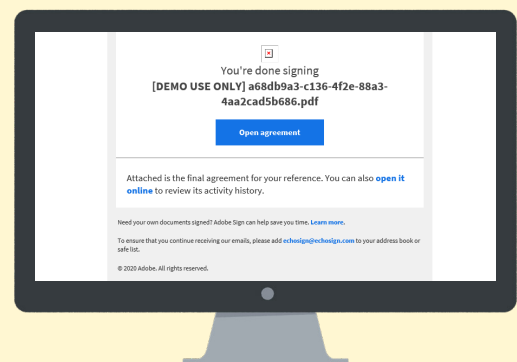 You're done signing
[DEMO USE ONLY] a68db9a3-c136-4f2e-88a3-
4aa2cad5b686.pdf
Open agreement
Attached is the final agreement for your reference. You can also open it
online to review its activity history.
Need your own documents signed? Adobe Sign can help save you time. Learn more.
To ensure that you continue receiving our emails, please add echosign@echosign.com to your address book or
safe list.
© 2020 Adobe. All rights reserved.